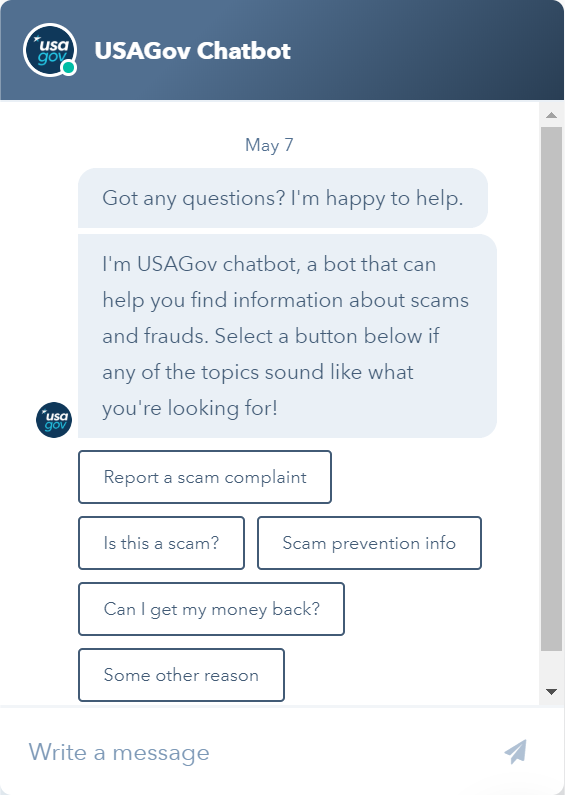 usa
gov
USAGov Chatbot
May 7
Got any questions? I'm happy to help.
I'm USAGov chatbot, a bot that can
help you find information about scams
and frauds. Select a button below if
any of the topics sound like what
you're looking for!
usa
gov
Report a scam complaint
Is this a scam?
Scam prevention info
Can I get my money back?
Some other reason
Write a message